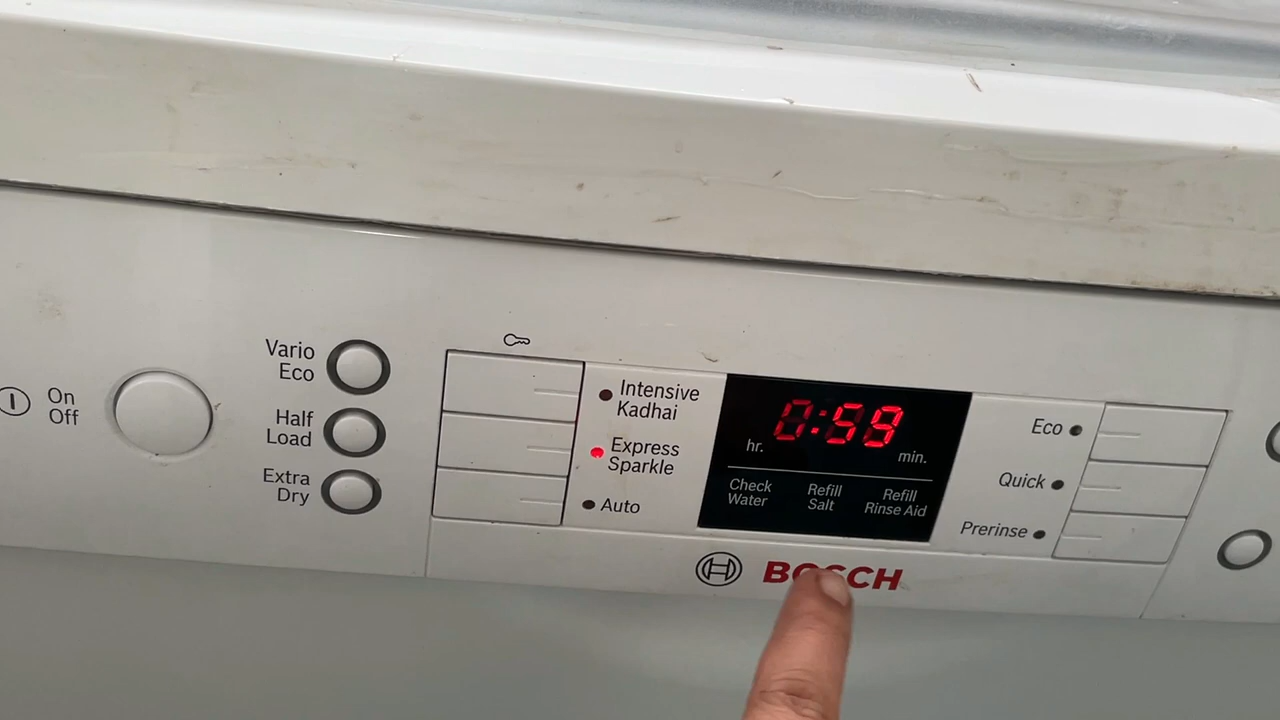 On
Off
Vario
Eco
Half
Load
Extra
Dry
Intensive
Kadhai
Express
Sparkle
Auto
0:59
hr.
min.
Check
Water
Refill
Salt
Refill
Rinse Aid
Eco
Quick
Prerinse
BOSCH